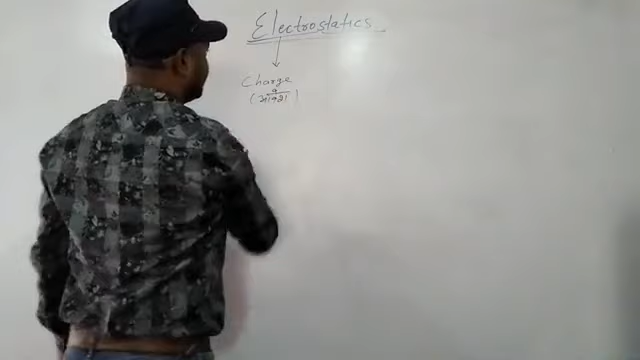 Electrostatics
Charge
(आवेश)